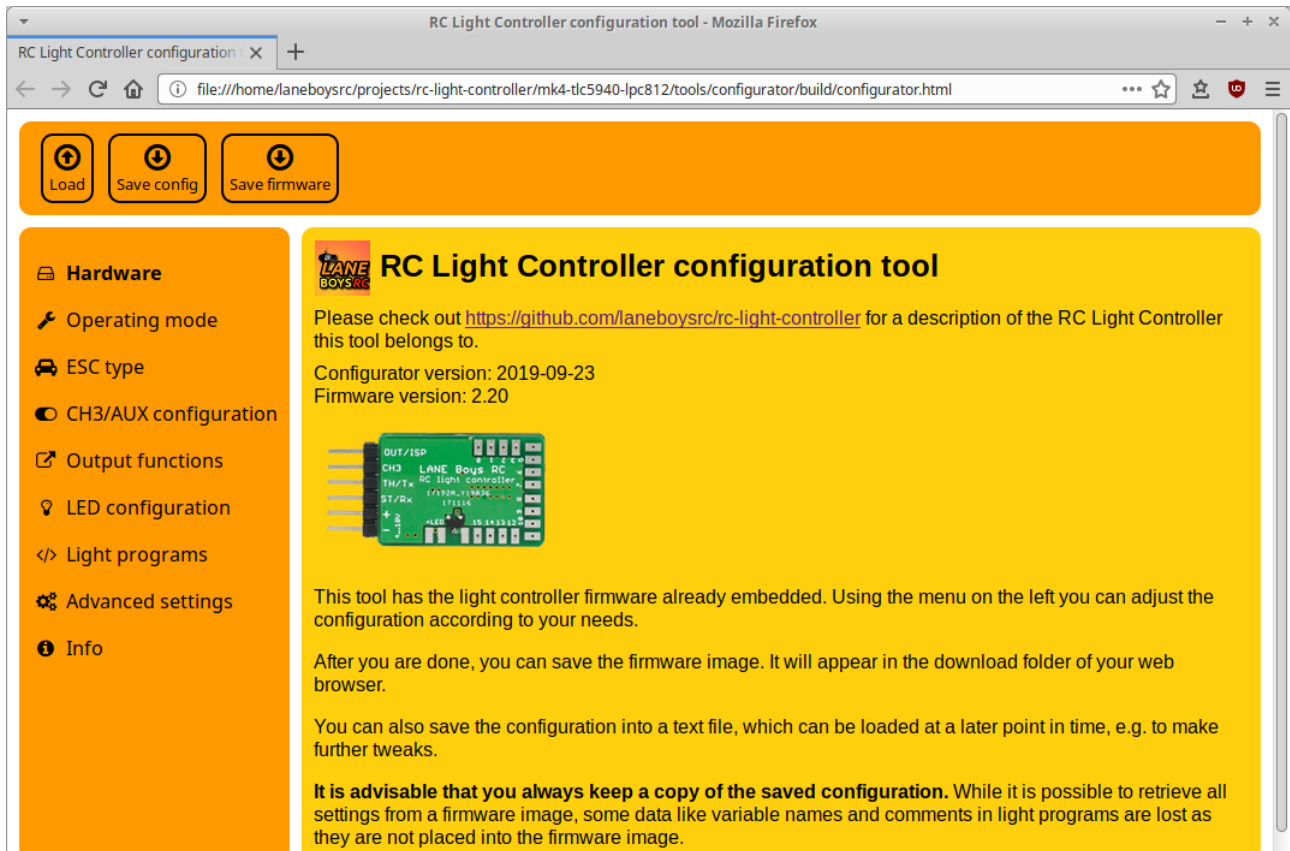 RC Light Controller configuration tool - Mozilla Firefox
RC Light Controller configuration
file:///home/laneboysrc/projects/rc-light-controller/mk4-tlc5940-lpc812/tools/configurator/build/configurator.html
Load
Save config
Save firmware
Hardware
Operating mode
ESC type
CH3/AUX configuration
Output functions
LED configuration
Light programs
Advanced settings
Info
LANE
BOYSRC
RC Light Controller configuration tool
Please check out https://github.com/laneboysrc/rc-light-controller for a description of the RC Light Controller
this tool belongs to.
Configurator version: 2019-09-23
Firmware version: 2.20
OUT/ISP
CH3 LANE Boys RC
TH/Tx RC light controller
ST/Rx
171116
+
-
+LED 15 14 13 12
This tool has the light controller firmware already embedded. Using the menu on the left you can adjust the
configuration according to your needs.
After you are done, you can save the firmware image. It will appear in the download folder of your web
browser.
You can also save the configuration into a text file, which can be loaded at a later point in time, e.g. to make
further tweaks.
It is advisable that you always keep a copy of the saved configuration. While it is possible to retrieve all
settings from a firmware image, some data like variable names and comments in light programs are lost as
they are not placed into the firmware image.